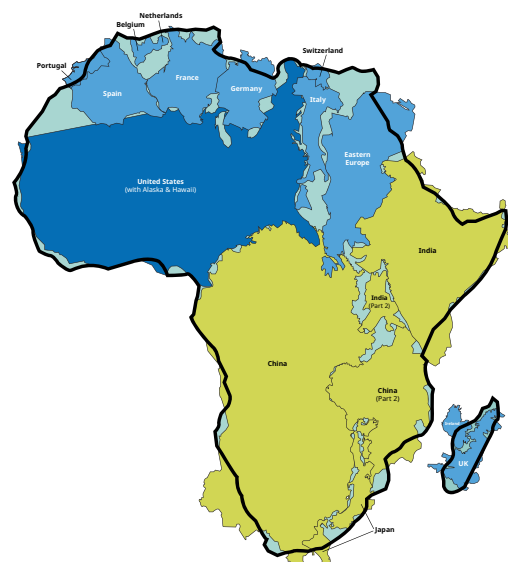 Netherlands
Belgium
Switzerland
Portugal
France
Germany
Spain
Italy
Eastern
Europe
United States
(with Alaska & Hawaii)
India
India
(Part 2)
China
China
(Part 2)
Ireland
UK
Japan